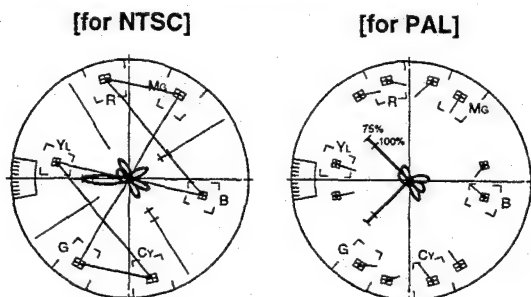 [for NTSC]
[for PAL]
R
MG
YL
B
G
CY
R
MG
75%
100%
YL
B
G
CY